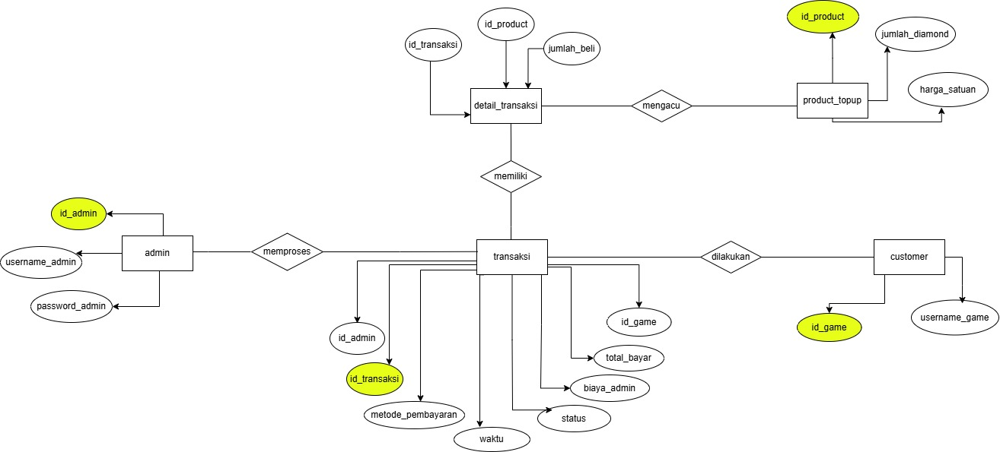 id_product
id_product
id_transaksi
jumlah_diamond
jumlah_beli
harga_satuan
detail_transaksi
mengacu
product_topup
memiliki
id_admin
admin
memproses
transaksi
dilakukan
customer
username_admin
password_admin
id_game
username_game
id_game
id_admin
total_bayar
id_transaksi
biaya_admin
metode_pembayaran
status
waktu